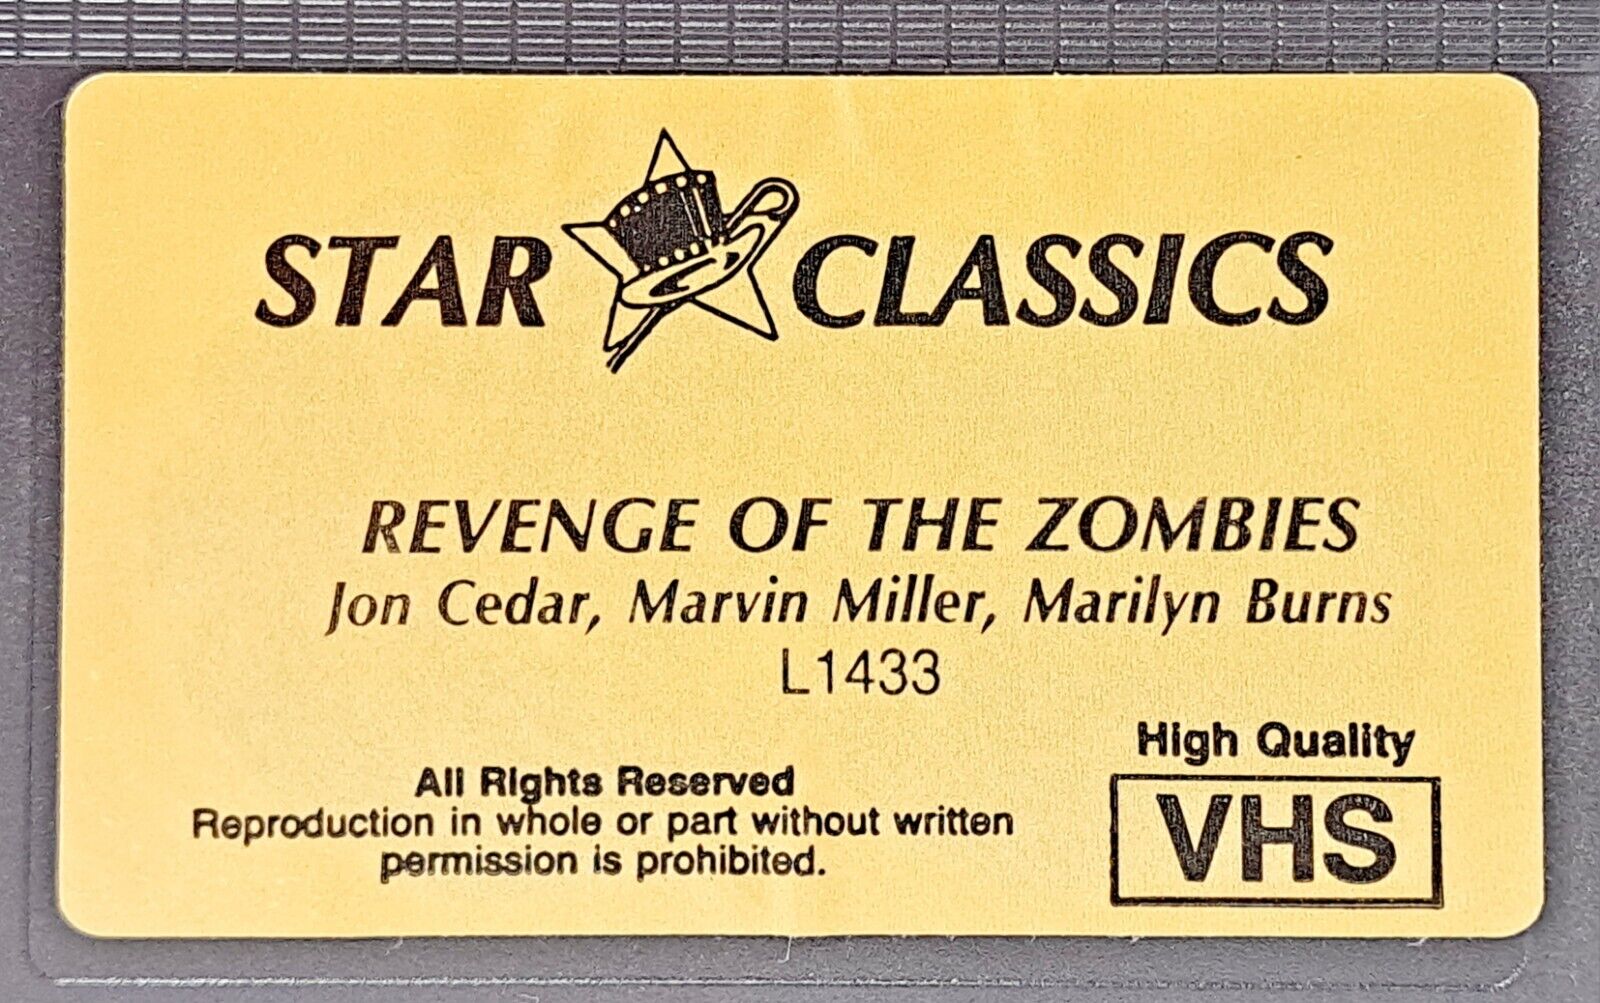 STAR CLASSICS
REVENGE OF THE ZOMBIES
Jon Cedar, Marvin Miller, Marilyn Burns
L1433
High Quality
VHS
All Rights Reserved
Reproduction in whole or part without written
permission is prohibited.